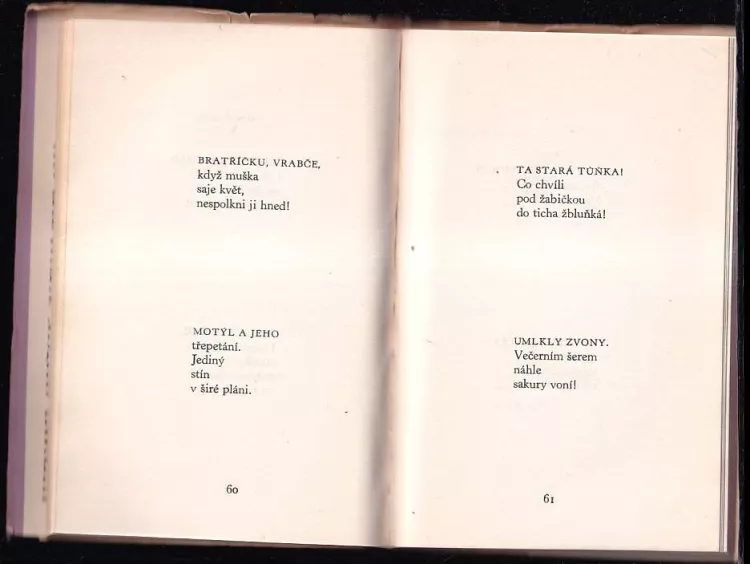 BRATŘÍČKU, VRABČE,
když muška
saje květ,
nespolkni ji hned!
MOTÝL A JEHO
třepetání.
Jediný
stín
v širé pláni.
60
TA STARÁ TŮŇKA!
Co chvíli
pod žabičkou
do ticha žbluňká!
UMLKLY ZVONY.
Večerním šerem
náhle
sakury voní!
61